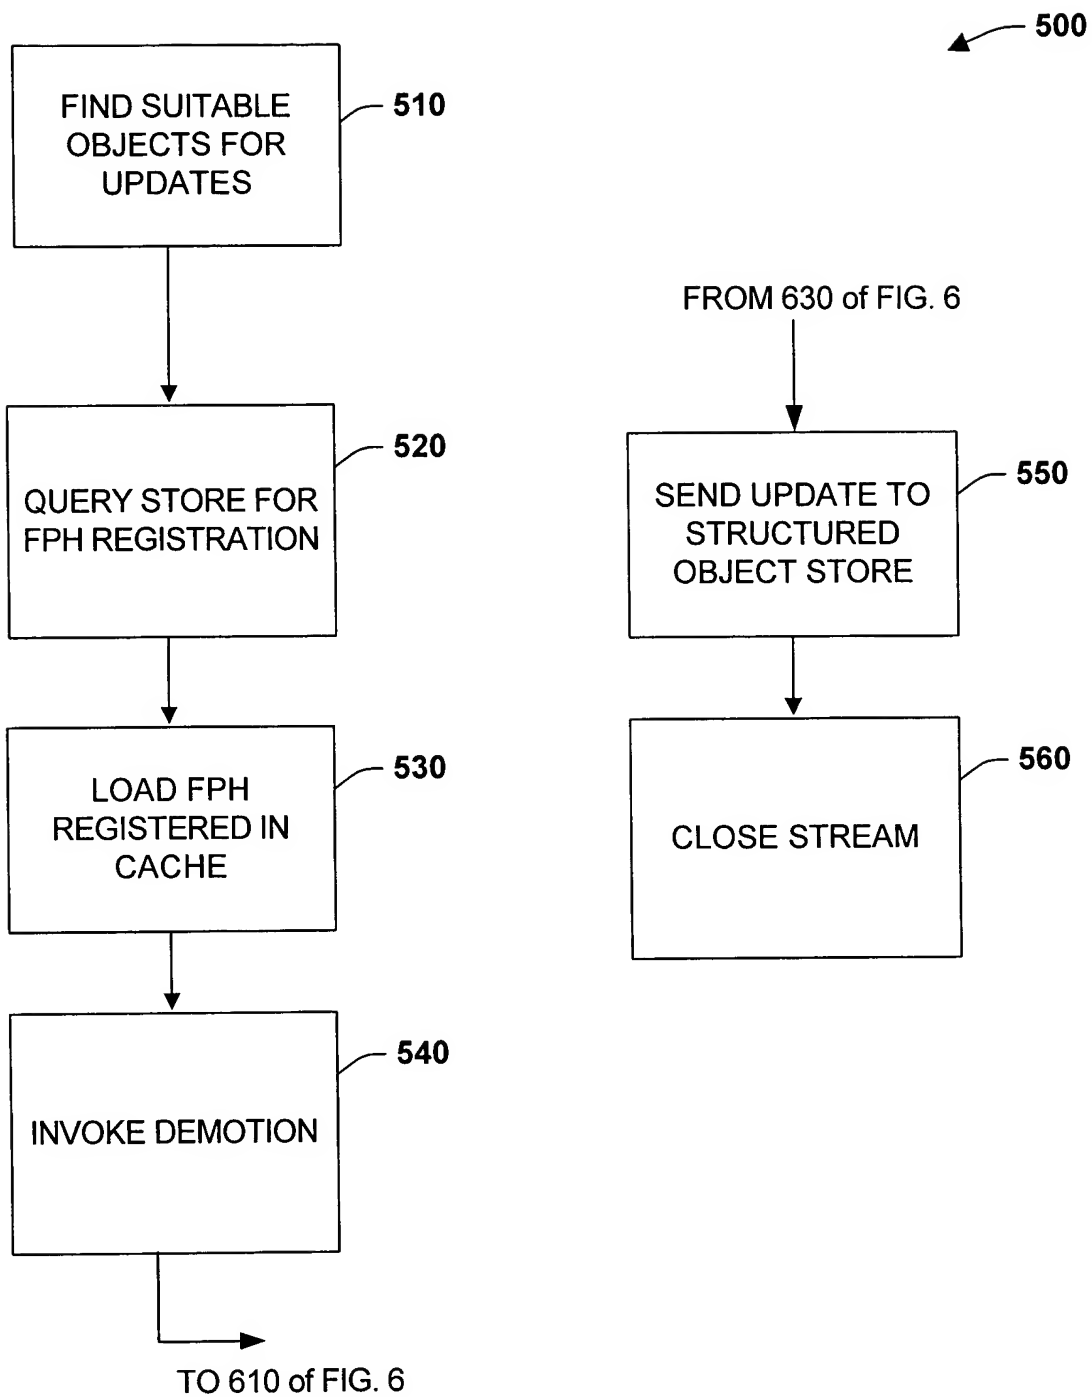 500
FIND SUITABLE
OBJECTS FOR
UPDATES
510
QUERY STORE FOR
FPH REGISTRATION
520
LOAD FPH
REGISTERED IN
CACHE
530
INVOKE DEMOTION
540
TO 610 of FIG. 6
FROM 630 of FIG. 6
SEND UPDATE TO
STRUCTURED
OBJECT STORE
550
CLOSE STREAM
560